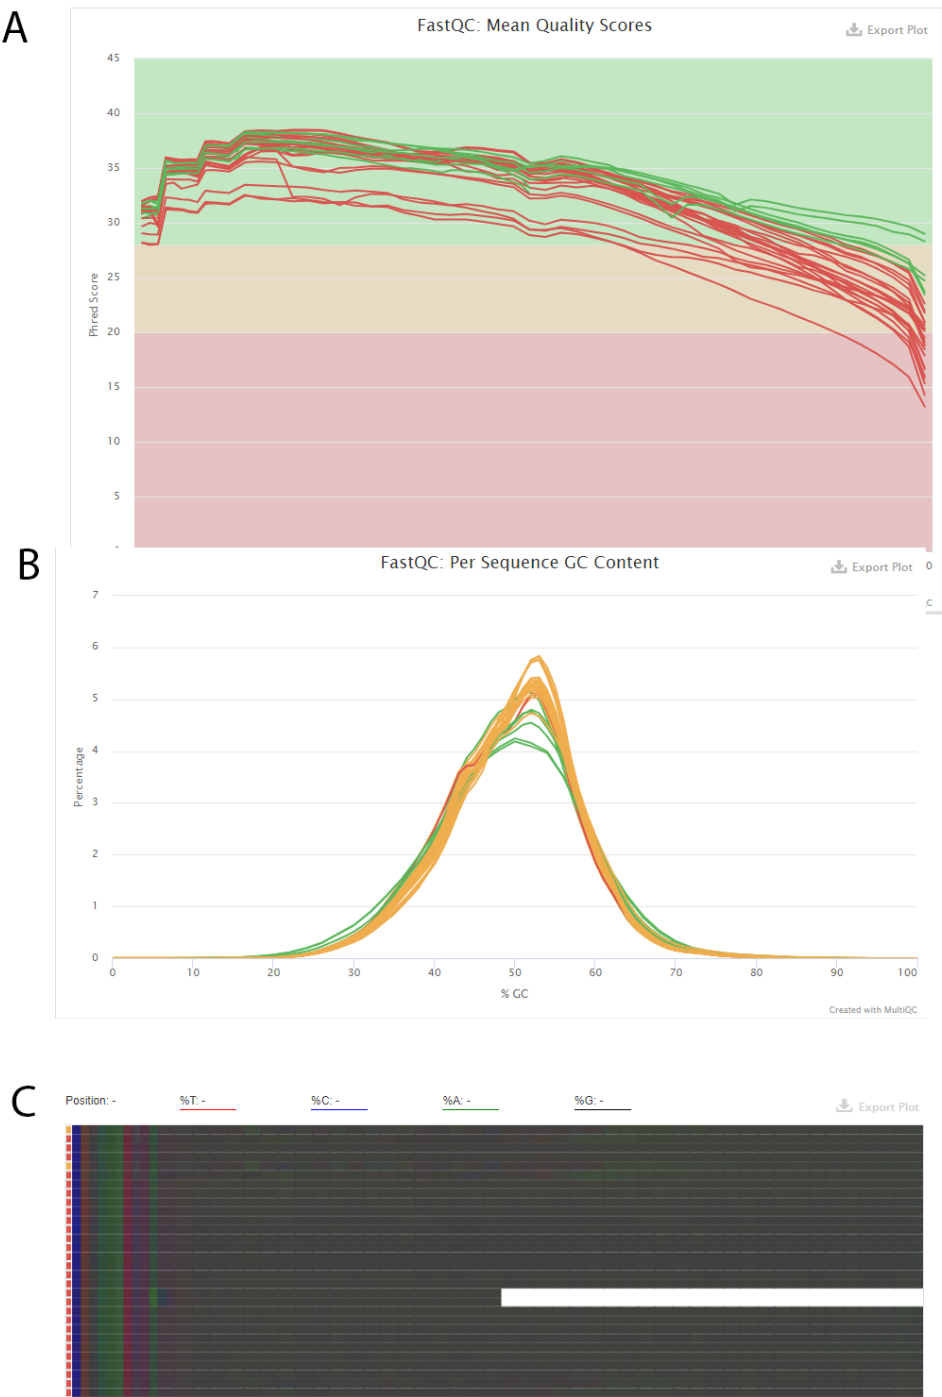 A
FastQC: Mean Quality Scores
Export Plot
45
40
35
30
25
20
15
10
5
Phred Score
0
C
B
FastQC: Per Sequence GC Content
Export Plot
7
6
5
4
3
2
1
0
Percentage
0 10 20 30 40 50 60 70 80 90 100
% GC
Created with MultiQC
C
Position: - %T: - %C: - %A: - %G: -
Export Plot